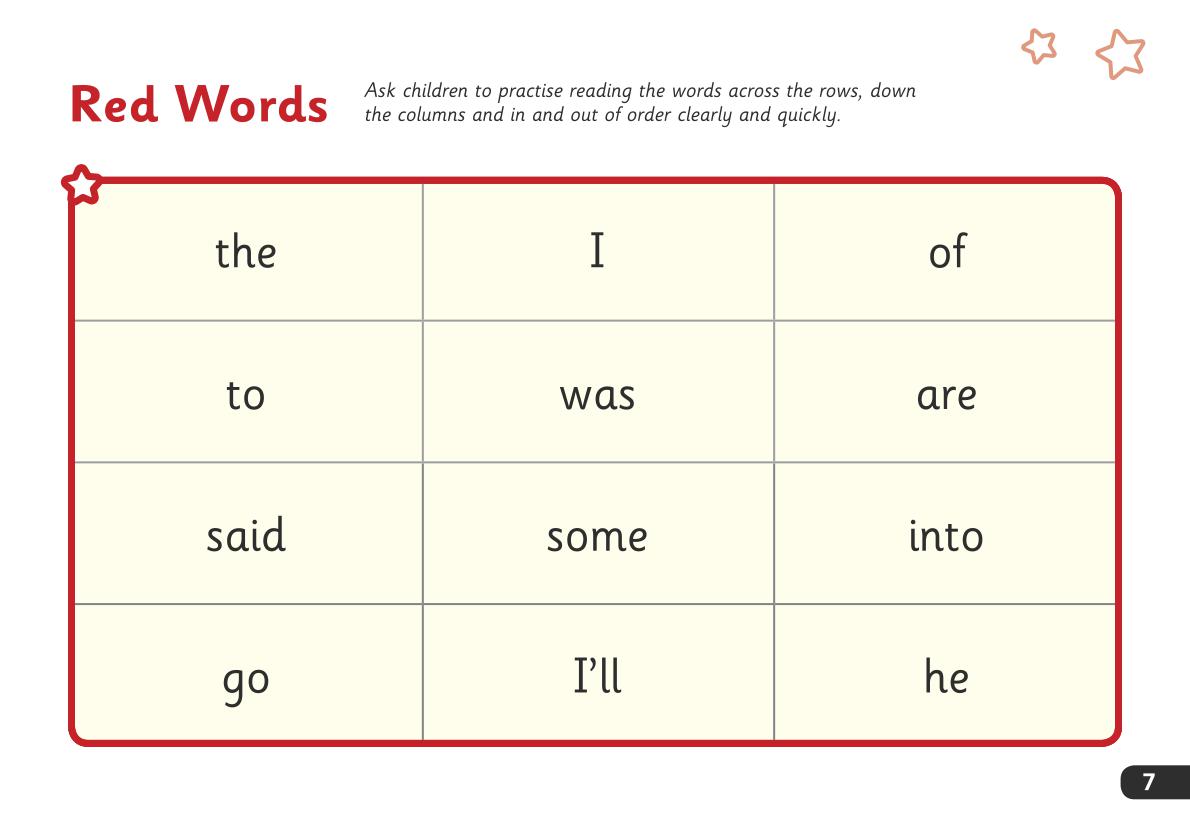 Red Words
Ask children to practise reading the words across the rows, down
the columns and in and out of order clearly and quickly.
the I of
to was are
said some into
go I’ll he
7